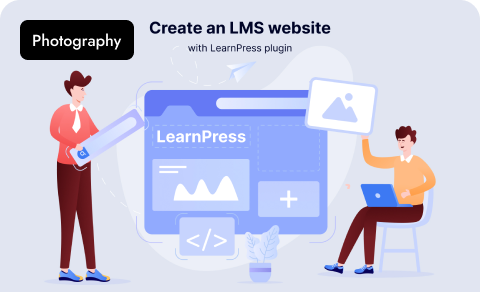 Photography
Create an LMS website
with LearnPress plugin
LearnPress
</>